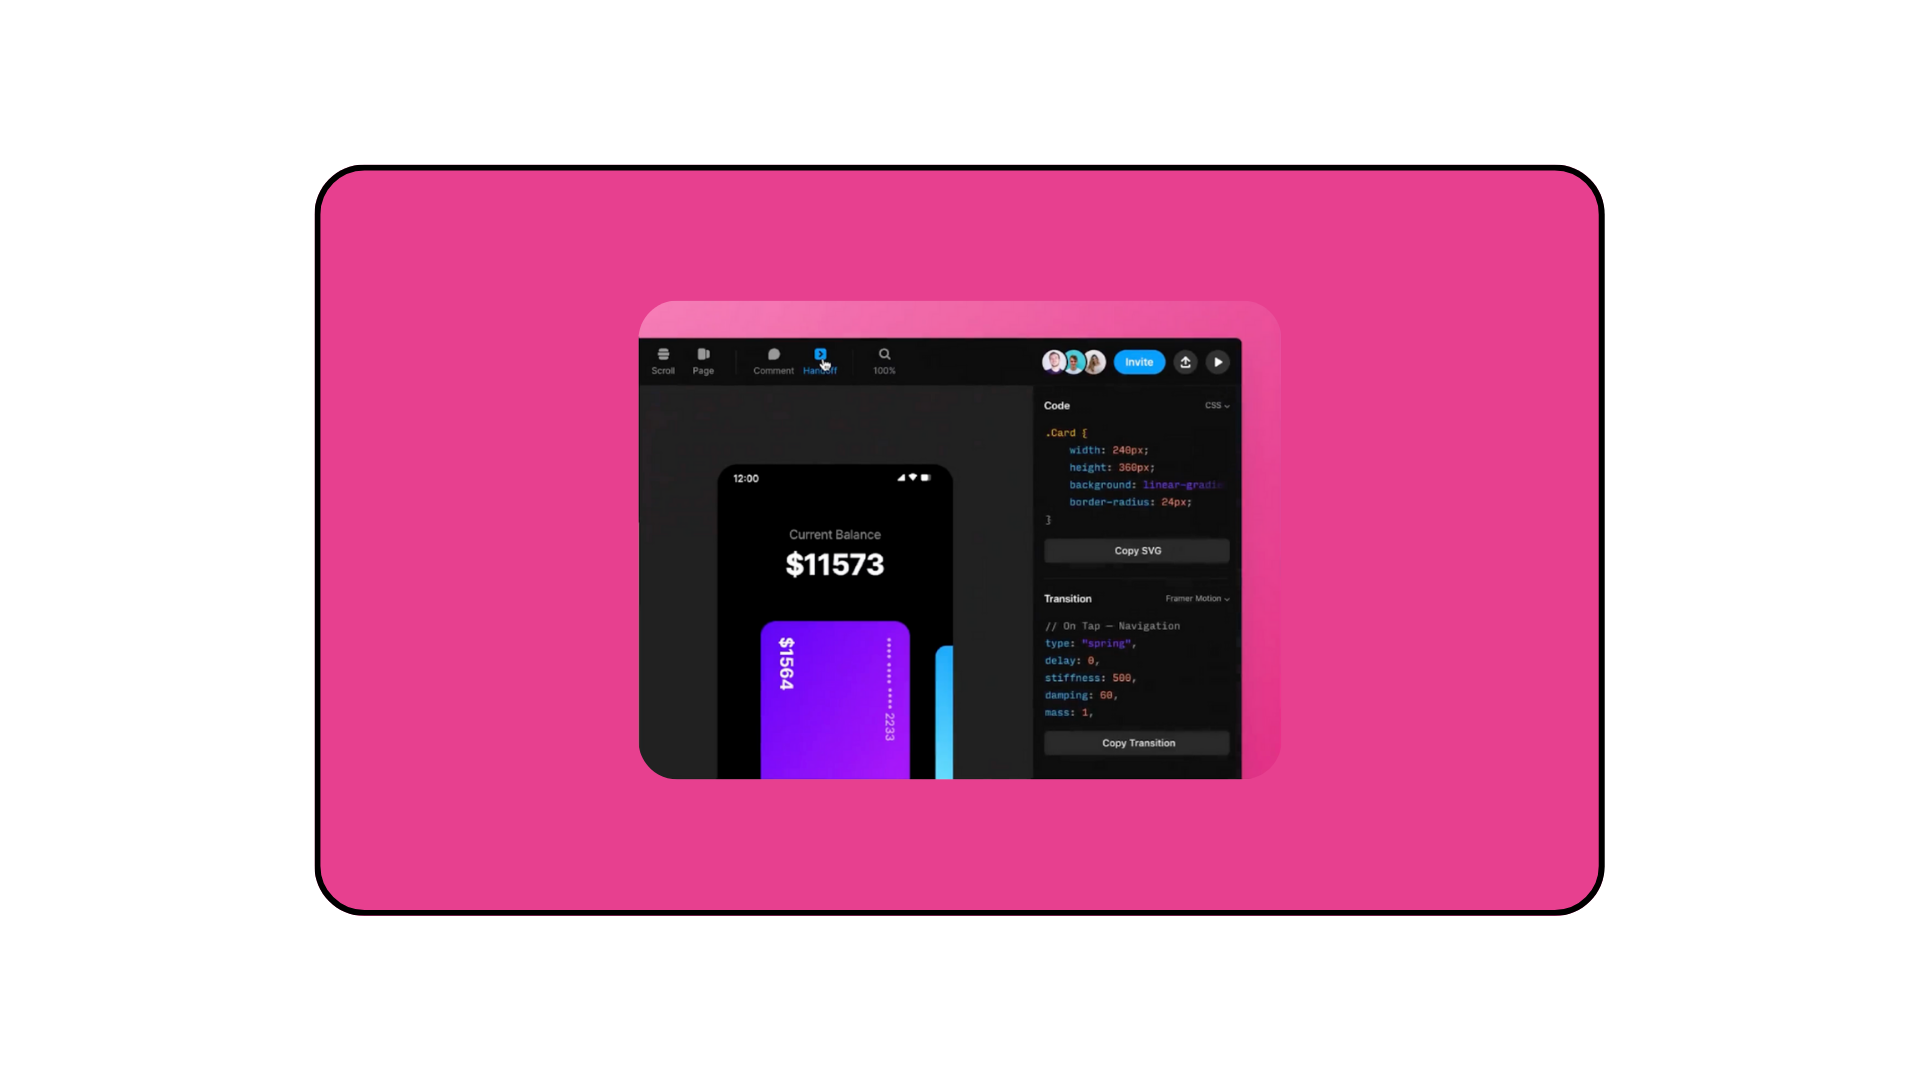 Scroll Page Comment Handoff 100% Invite
12:00
Current Balance
$11573
$1564
•••• •••• •••• 2233
Code CSS
.Card {
width: 240px;
height: 360px;
background: linear-gradie
border-radius: 24px;
}
Copy SVG
Transition Framer Motion
// On Tap — Navigation
type: "spring",
delay: 0,
stiffness: 500,
damping: 60,
mass: 1,
Copy Transition